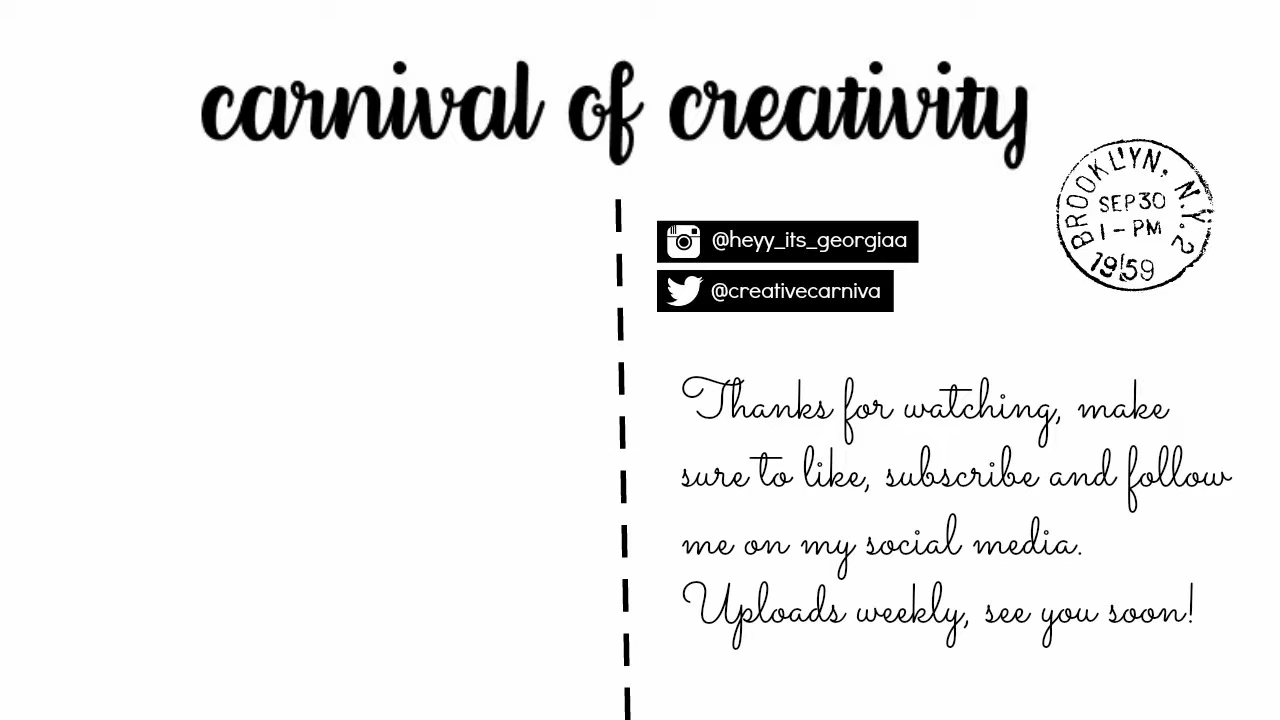 carnival of creativity
BROOKLYN, N.Y. 2
SEP 30
1 - PM
1959
@heyy_its_georgiaa
@creativecarniva
Thanks for watching, make
sure to like, subscribe and follow
me on my social media.
Uploads weekly, see you soon!